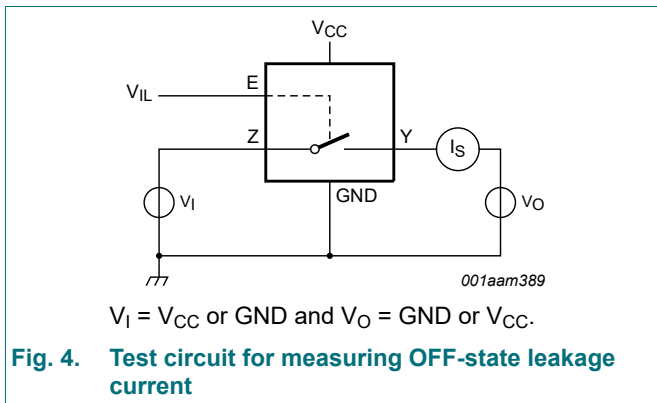 VCC
E
VIL
Z
Y
IS
GND
VI
VO
001aam389
VI = VCC or GND and VO = GND or VCC.
Fig. 4. Test circuit for measuring OFF-state leakage
current